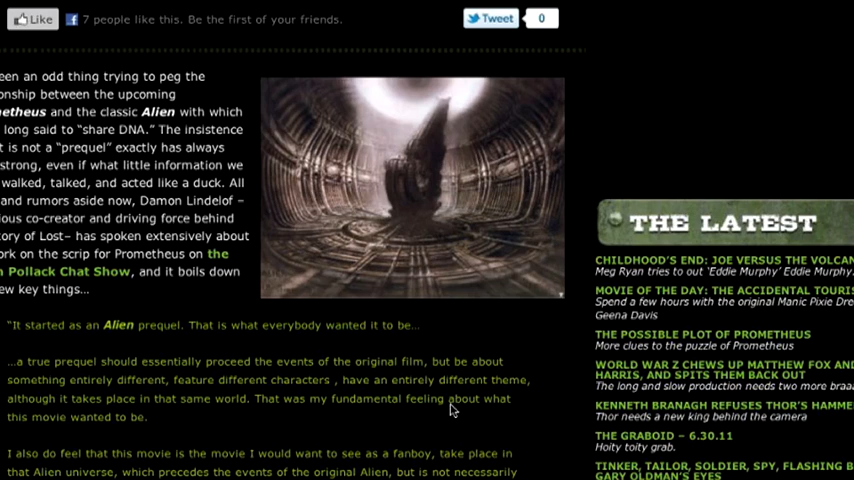 Like
7 people like this. Be the first of your friends.
Tweet
0
een an odd thing trying to peg the
onship between the upcoming
netheus and the classic Alien with which
long said to “share DNA.” The insistence
t is not a “prequel” exactly has always
strong, even if what little information we
walked, talked, and acted like a duck. All
and rumors aside now, Damon Lindelof –
ious co-creator and driving force behind
tory of Lost– has spoken extensively about
ork on the scrip for Prometheus on the
n Pollack Chat Show, and it boils down
ew key things…
“It started as an Alien prequel. That is what everybody wanted it to be…
…a true prequel should essentially proceed the events of the original film, but be about
something entirely different, feature different characters , have an entirely different theme,
although it takes place in that same world. That was my fundamental feeling about what
this movie wanted to be.
I also do feel that this movie is the movie I would want to see as a fanboy, take place in
that Alien universe, which precedes the events of the original Alien, but is not necessarily
THE LATEST
CHILDHOOD'S END: JOE VERSUS THE VOLCAN
Meg Ryan tries to out ‘Eddie Murphy’ Eddie Murphy.
MOVIE OF THE DAY: THE ACCIDENTAL TOURIS
Spend a few hours with the original Manic Pixie Dre
Geena Davis
THE POSSIBLE PLOT OF PROMETHEUS
More clues to the puzzle of Prometheus
WORLD WAR Z CHEWS UP MATTHEW FOX AND
HARRIS, AND SPITS THEM BACK OUT
The long and slow production needs two more braa
KENNETH BRANAGH REFUSES THOR'S HAMME
Thor needs a new king behind the camera
THE GRABOID – 6.30.11
Hoity toity grab.
TINKER, TAILOR, SOLDIER, SPY, FLASHING B
GARY OLDMAN'S EYES